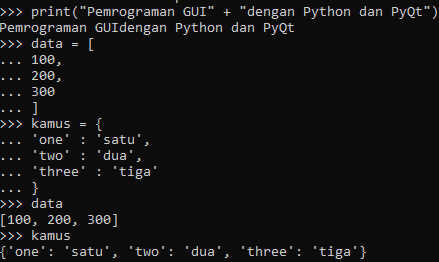 >>> print("Pemrograman GUI" + "dengan Python dan PyQt")
Pemrograman GUIdengan Python dan PyQt
>>> data = [
... 100,
... 200,
... 300
... ]
>>> kamus = {
... 'one' : 'satu',
... 'two' : 'dua',
... 'three' : 'tiga'
... }
>>> data
[100, 200, 300]
>>> kamus
{'one': 'satu', 'two': 'dua', 'three': 'tiga'}